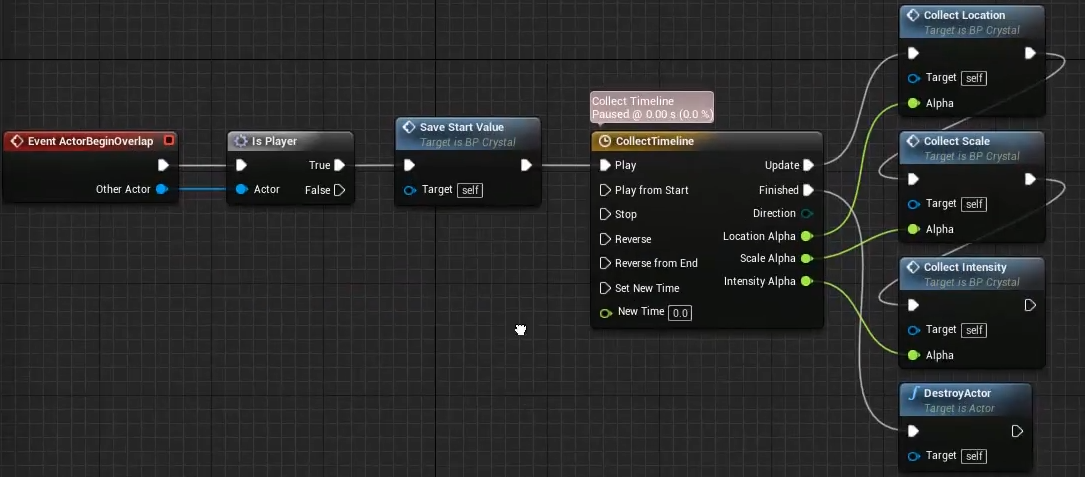 Event ActorBeginOverlap
Other Actor
Is Player
True
Actor
False
Save Start Value
Target is BP Crystal
Target self
Collect Timeline
Paused @ 0.00 s (0.0 %)
CollectTimeline
Play
Update
Play from Start
Finished
Stop
Direction
Reverse
Location Alpha
Reverse from End
Scale Alpha
Set New Time
Intensity Alpha
New Time 0.0
Collect Location
Target is BP Crystal
Target self
Alpha
Collect Scale
Target is BP Crystal
Target self
Alpha
Collect Intensity
Target is BP Crystal
Target self
Alpha
DestroyActor
Target is Actor
Target self